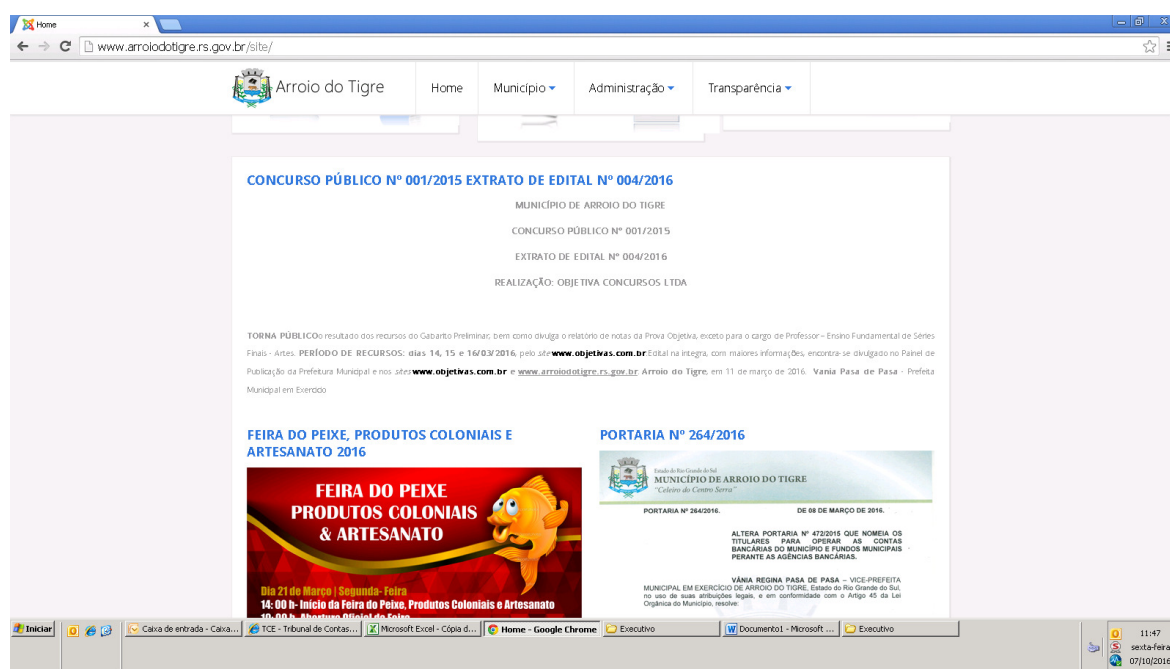 Home
www.arroiodotigre.rs.gov.br/site/
Arroio do Tigre Home Município Administração Transparência
CONCURSO PÚBLICO Nº 001/2015 EXTRATO DE EDITAL Nº 004/2016
MUNICÍPIO DE ARROIO DO TIGRE
CONCURSO PÚBLICO Nº 001/2015
EXTRATO DE EDITAL Nº 004/2016
REALIZAÇÃO: OBJETIVA CONCURSOS LTDA
TORNA PÚBLICO o resultado dos recursos do Gabarito Preliminar, bem como divulga o relatório de notas da Prova Objetiva, exceto para o cargo de Professor – Ensino Fundamental de Séries
Finais - Artes. PERÍODO DE RECURSOS: dias 14, 15 e 16/03/2016, pelo site www.objetivas.com.br.Edital na íntegra, com maiores informações, encontra-se divulgado no Painel de
Publicação da Prefeitura Municipal e nos sites www.objetivas.com.br e www.arroiodotigre.rs.gov.br. Arroio do Tigre, em 11 de março de 2016. Vania Pasa de Pasa - Prefeita
Municipal em Exercício
FEIRA DO PEIXE, PRODUTOS COLONIAIS E
ARTESANATO 2016
FEIRA DO PEIXE
PRODUTOS COLONIAIS
& ARTESANATO
Dia 21 de Março | Segunda- Feira
14: 00 h- Início da Feira do Peixe, Produtos Coloniais e Artesanato
19: 00 h- Abertura Oficial da Feira
PORTARIA Nº 264/2016
Estado do Rio Grande do Sul
MUNICÍPIO DE ARROIO DO TIGRE
"Celeiro do Centro Serra"
PORTARIA Nº 264/2016. DE 08 DE MARÇO DE 2016.
ALTERA PORTARIA Nº 472/2015 QUE NOMEIA OS
TITULARES PARA OPERAR AS CONTAS
BANCÁRIAS DO MUNICÍPIO E FUNDOS MUNICIPAIS
PERANTE AS AGÊNCIAS BANCÁRIAS.
VÂNIA REGINA PASA DE PASA – VICE-PREFEITA
MUNICIPAL EM EXERCÍCIO DE ARROIO DO TIGRE, Estado do Rio Grande do Sul,
no uso de suas atribuições legais, e em conformidade com o Artigo 45 da Lei
Orgânica do Município, resolve:
Iniciar Caixa de entrada - Caixa... TCE - Tribunal de Contas... Microsoft Excel - Cópia d... Home - Google Chrome Executivo Documento1 - Microsoft ... Executivo
11:47
sexta-feira
07/10/2016